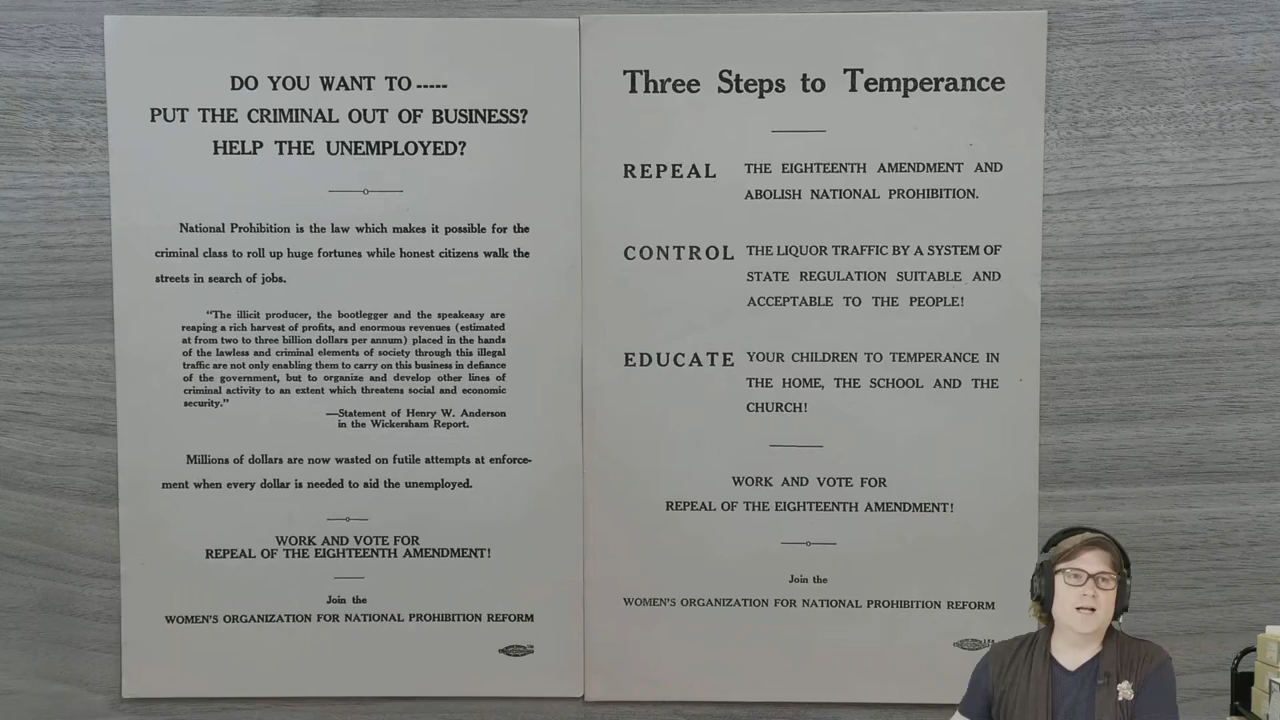 DO YOU WANT TO -----
PUT THE CRIMINAL OUT OF BUSINESS?
HELP THE UNEMPLOYED?
National Prohibition is the law which makes it possible for the
criminal class to roll up huge fortunes while honest citizens walk the
streets in search of jobs.
"The illicit producer, the bootlegger and the speakeasy are
reaping a rich harvest of profits, and enormous revenues (estimated
at from two to three billion dollars per annum) placed in the hands
of the lawless and criminal elements of society through this illegal
traffic are not only enabling them to carry on this business in defiance
of the government, but to organize and develop other lines of
criminal activity to an extent which threatens social and economic
security."
—Statement of Henry W. Anderson
in the Wickersham Report.
Millions of dollars are now wasted on futile attempts at enforce-
ment when every dollar is needed to aid the unemployed.
WORK AND VOTE FOR
REPEAL OF THE EIGHTEENTH AMENDMENT!
Join the
WOMEN'S ORGANIZATION FOR NATIONAL PROHIBITION REFORM
Three Steps to Temperance
REPEAL THE EIGHTEENTH AMENDMENT AND
ABOLISH NATIONAL PROHIBITION.
CONTROL THE LIQUOR TRAFFIC BY A SYSTEM OF
STATE REGULATION SUITABLE AND
ACCEPTABLE TO THE PEOPLE!
EDUCATE YOUR CHILDREN TO TEMPERANCE IN
THE HOME, THE SCHOOL AND THE
CHURCH!
WORK AND VOTE FOR
REPEAL OF THE EIGHTEENTH AMENDMENT!
Join the
WOMEN'S ORGANIZATION FOR NATIONAL PROHIBITION REFORM